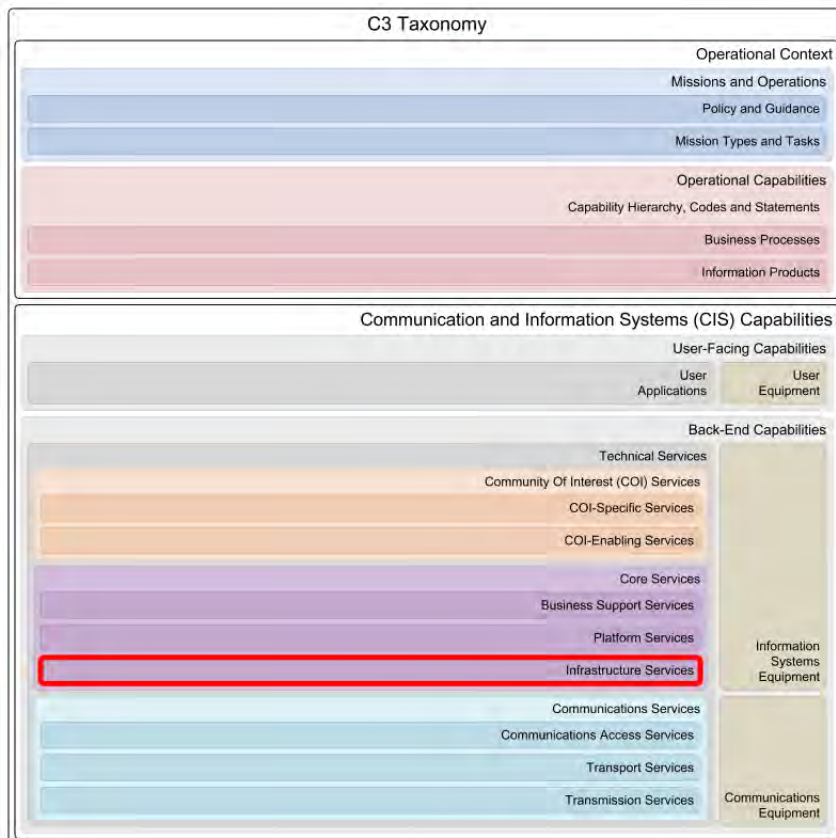 C3 Taxonomy
Operational Context
Missions and Operations
Policy and Guidance
Mission Types and Tasks
Operational Capabilities
Capability Hierarchy, Codes and Statements
Business Processes
Information Products
Communication and Information Systems (CIS) Capabilities
User-Facing Capabilities
User
Applications
User
Equipment
Back-End Capabilities
Technical Services
Community Of Interest (COI) Services
COI-Specific Services
COI-Enabling Services
Core Services
Business Support Services
Platform Services
Infrastructure Services
Information
Systems
Equipment
Communications Services
Communications Access Services
Transport Services
Transmission Services
Communications
Equipment